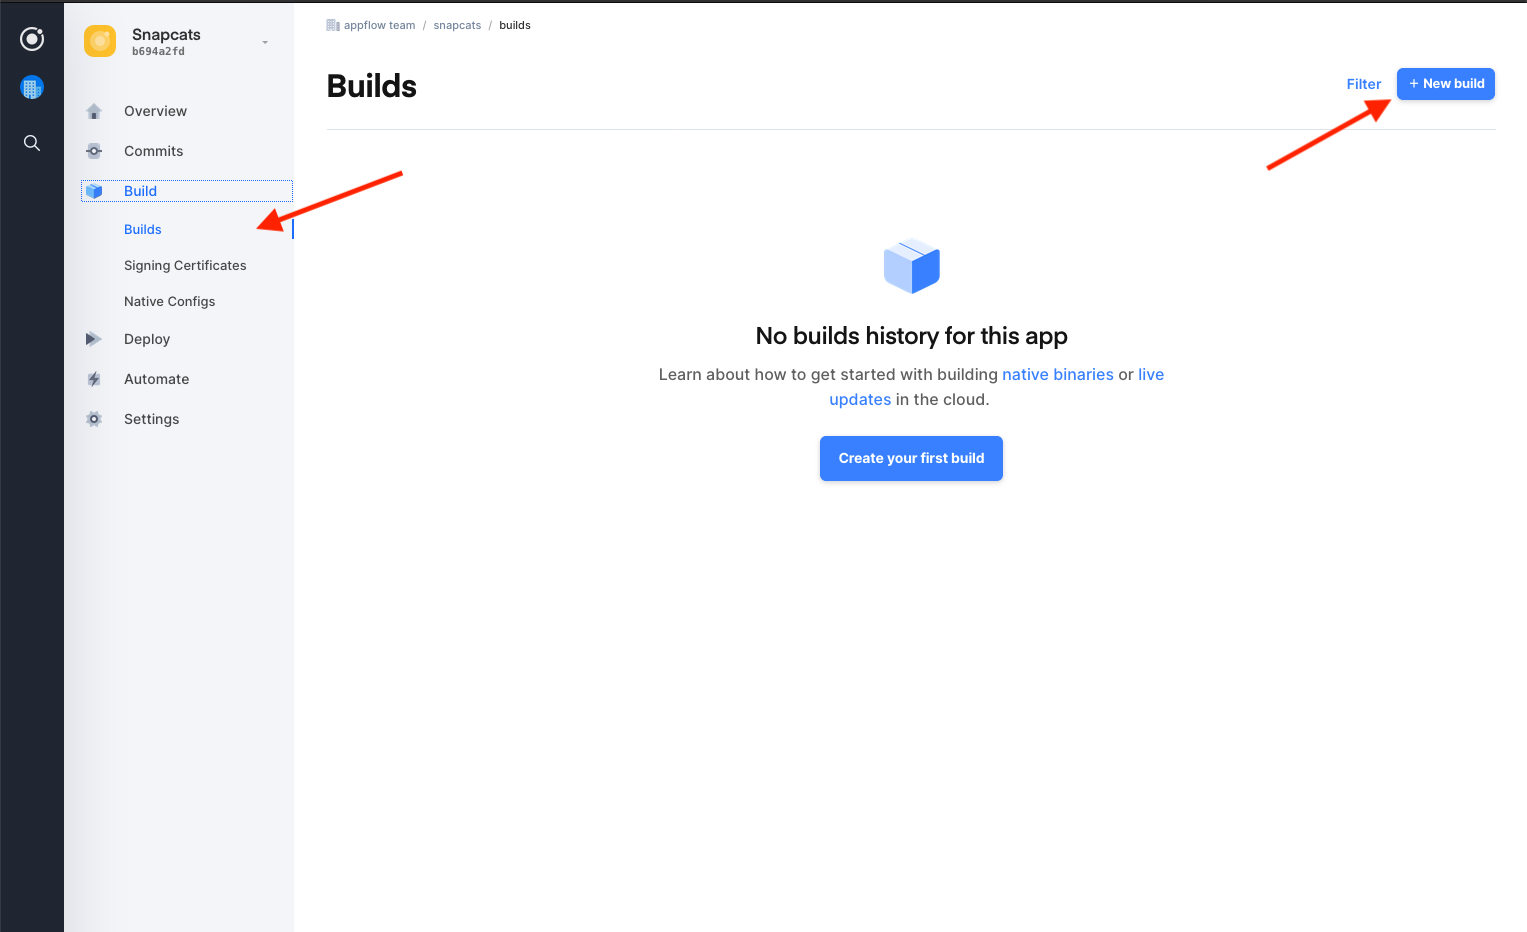 Snapcats
b694a2fd
Overview
Commits
Build
Builds
Signing Certificates
Native Configs
Deploy
Automate
Settings
appflow team / snapcats / builds
Builds
Filter
+ New build
No builds history for this app
Learn about how to get started with building native binaries or live
updates in the cloud.
Create your first build